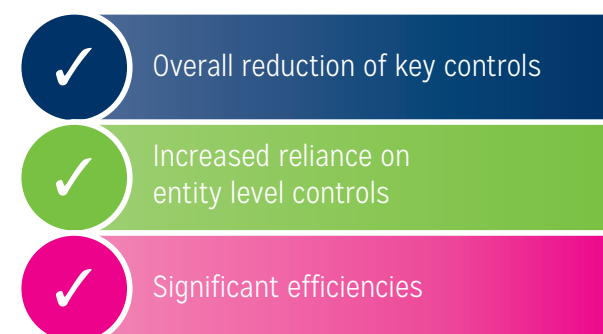 Overall reduction of key controls
Increased reliance on
entity level controls
Significant efficiencies